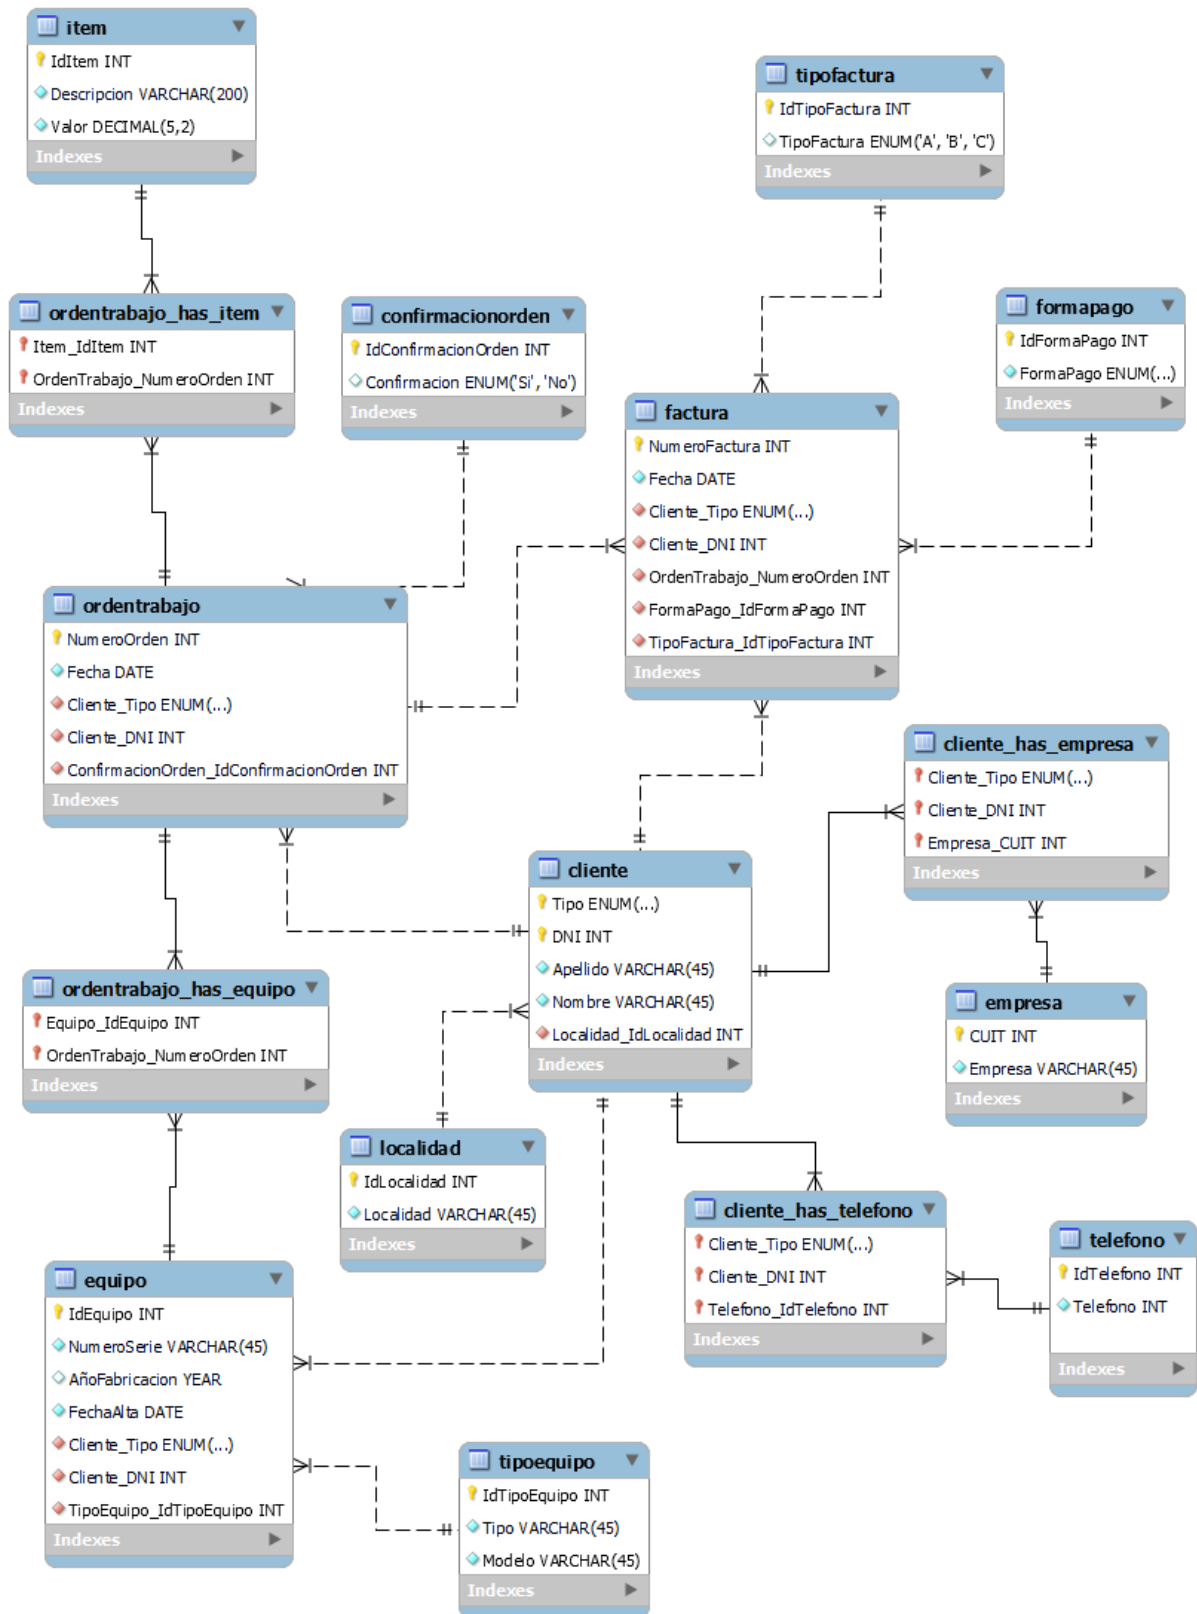 item
IdItem INT
Descripcion VARCHAR(200)
Valor DECIMAL(5,2)
Indexes
tipofactura
IdTipoFactura INT
TipoFactura ENUM('A', 'B', 'C')
Indexes
ordentrabajo_has_item
Item_IdItem INT
OrdenTrabajo_NumeroOrden INT
Indexes
confirmacionorden
IdConfirmacionOrden INT
Confirmacion ENUM('Si', 'No')
Indexes
formapago
IdFormaPago INT
FormaPago ENUM(...)
Indexes
factura
NumeroFactura INT
Fecha DATE
Cliente_Tipo ENUM(...)
Cliente_DNI INT
OrdenTrabajo_NumeroOrden INT
FormaPago_IdFormaPago INT
TipoFactura_IdTipoFactura INT
Indexes
ordentrabajo
NumeroOrden INT
Fecha DATE
Cliente_Tipo ENUM(...)
Cliente_DNI INT
ConfirmacionOrden_IdConfirmacionOrden INT
Indexes
cliente_has_empresa
Cliente_Tipo ENUM(...)
Cliente_DNI INT
Empresa_CUIT INT
Indexes
cliente
Tipo ENUM(...)
DNI INT
Apellido VARCHAR(45)
Nombre VARCHAR(45)
Localidad_IdLocalidad INT
Indexes
ordentrabajo_has_equipo
Equipo_IdEquipo INT
OrdenTrabajo_NumeroOrden INT
Indexes
empresa
CUIT INT
Empresa VARCHAR(45)
Indexes
localidad
IdLocalidad INT
Localidad VARCHAR(45)
Indexes
cliente_has_telefono
Cliente_Tipo ENUM(...)
Cliente_DNI INT
Telefono_IdTelefono INT
Indexes
telefono
IdTelefono INT
Telefono INT
Indexes
equipo
IdEquipo INT
NumeroSerie VARCHAR(45)
AñoFabricacion YEAR
FechaAlta DATE
Cliente_Tipo ENUM(...)
Cliente_DNI INT
TipoEquipo_IdTipoEquipo INT
Indexes
tipoequipo
IdTipoEquipo INT
Tipo VARCHAR(45)
Modelo VARCHAR(45)
Indexes